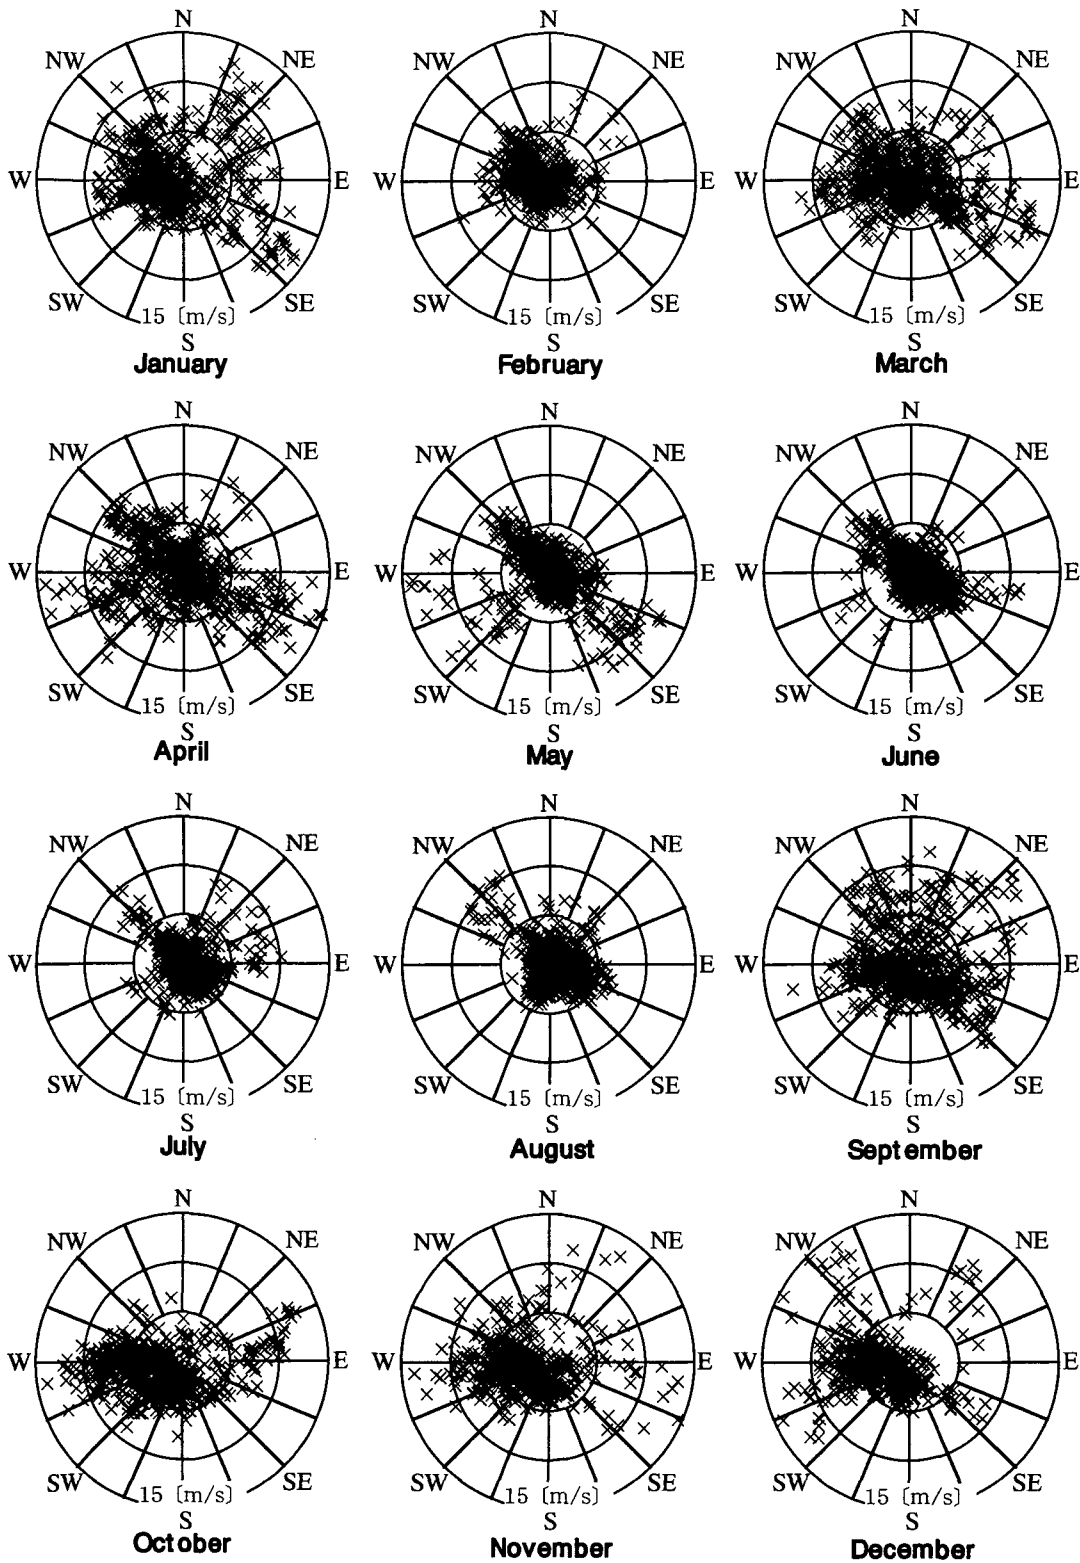 N N N
NW NE NW NE NW NE
W E W E W E
SW SE SW SE SW SE
15 [m/s] 15 [m/s] 15 [m/s]
S S S
January February March
N N N
NW NE NW NE NW NE
W E W E W E
SW SE SW SE SW SE
15 [m/s] 15 [m/s] 15 [m/s]
S S S
April May June
N N N
NW NE NW NE NW NE
W E W E W E
SW SE SW SE SW SE
15 [m/s] 15 [m/s] 15 [m/s]
S S S
July August September
N N N
NW NE NW NE NW NE
W E W E W E
SW SE SW SE SW SE
15 [m/s] 15 [m/s] 15 [m/s]
S S S
October November December